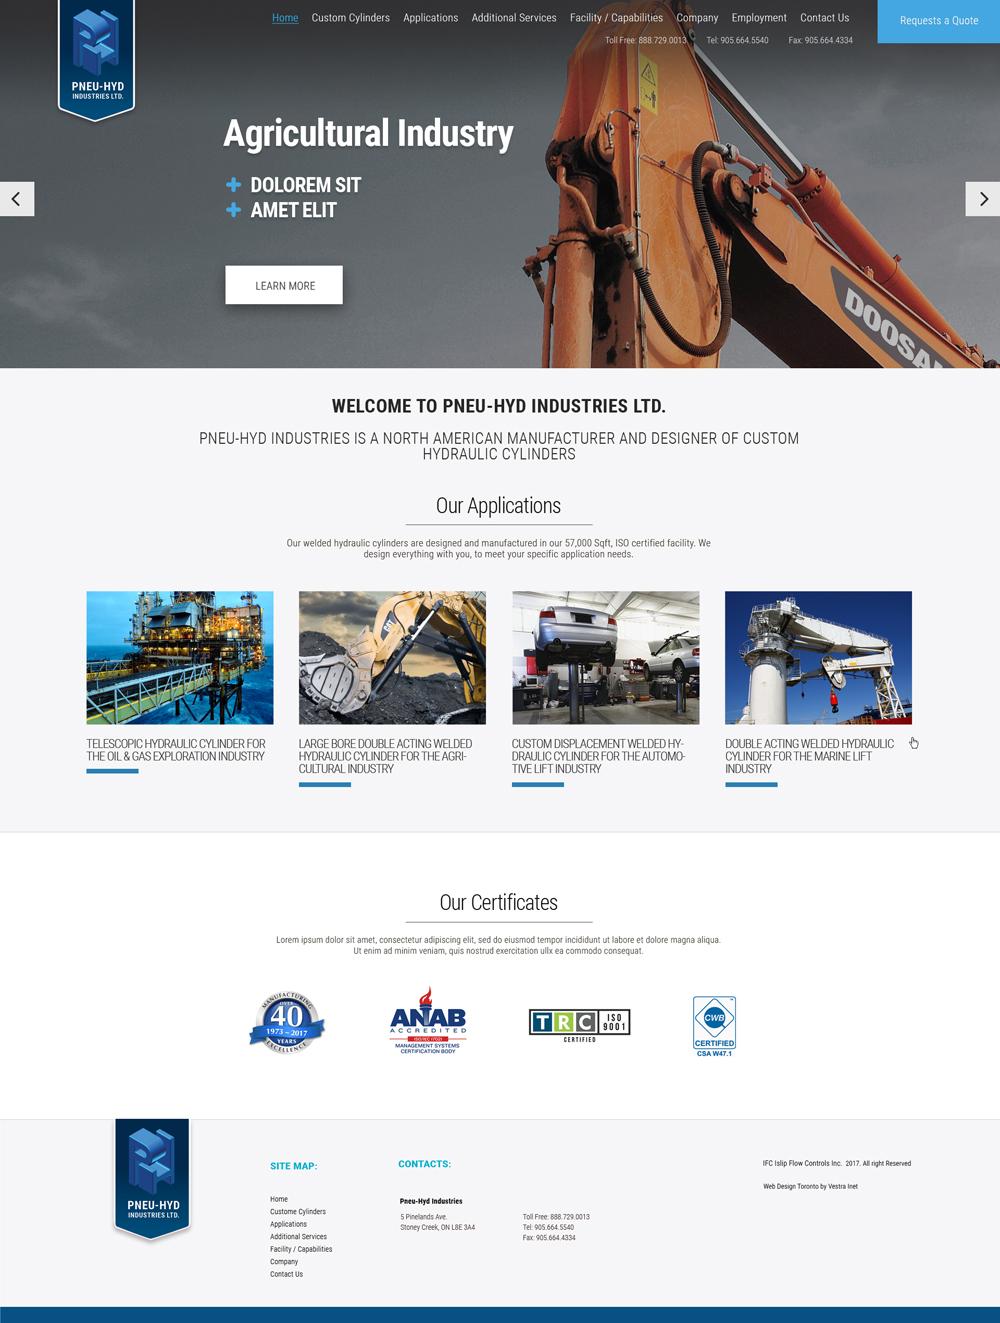 Home Custom Cylinders Applications Additional Services Facility / Capabilities Company Employment Contact Us
Requests a Quote
Toll Free: 888.729.0013 Tel: 905.664.5540 Fax: 905.664.4334
PNEU-HYD
INDUSTRIES LTD.
Agricultural Industry
DOLOREM SIT
AMET ELIT
LEARN MORE
DOOSA
WELCOME TO PNEU-HYD INDUSTRIES LTD.
PNEU-HYD INDUSTRIES IS A NORTH AMERICAN MANUFACTURER AND DESIGNER OF CUSTOM
HYDRAULIC CYLINDERS
Our Applications
Our welded hydraulic cylinders are designed and manufactured in our 57,000 Sqft, ISO certified facility. We
design everything with you, to meet your specific application needs.
CAT
TELESCOPIC HYDRAULIC CYLINDER FOR
THE OIL & GAS EXPLORATION INDUSTRY
LARGE BORE DOUBLE ACTING WELDED
HYDRAULIC CYLINDER FOR THE AGRI-
CULTURAL INDUSTRY
CUSTOM DISPLACEMENT WELDED HY-
DRAULIC CYLINDER FOR THE AUTOMO-
TIVE LIFT INDUSTRY
DOUBLE ACTING WELDED HYDRAULIC
CYLINDER FOR THE MARINE LIFT
INDUSTRY
Our Certificates
Lorem ipsum dolor sit amet, consectetur adipiscing elit, sed do eiusmod tempor incididunt ut labore et dolore magna aliqua.
Ut enim ad minim veniam, quis nostrud exercitation ullx ea commodo consequat.
MANUFACTURING
OVER
40
1973 ~ 2017
YEARS
EXCELLENCE
ANAB
ACCREDITED
ISO/IEC 17021
MANAGEMENT SYSTEMS
CERTIFICATION BODY
TRC ISO
9001
CERTIFIED
CWB
CERTIFIED
CSA W47.1
PNEU-HYD
INDUSTRIES LTD.
SITE MAP:
Home
Custome Cylinders
Applications
Additional Services
Facility / Capabilities
Company
Contact Us
CONTACTS:
Pneu-Hyd Industries
5 Pinelands Ave.
Stoney Creek, ON L8E 3A4
Toll Free: 888.729.0013
Tel: 905.664.5540
Fax: 905.664.4334
IFC Islip Flow Controls Inc. 2017. All right Reserved
Web Design Toronto by Vestra Inet